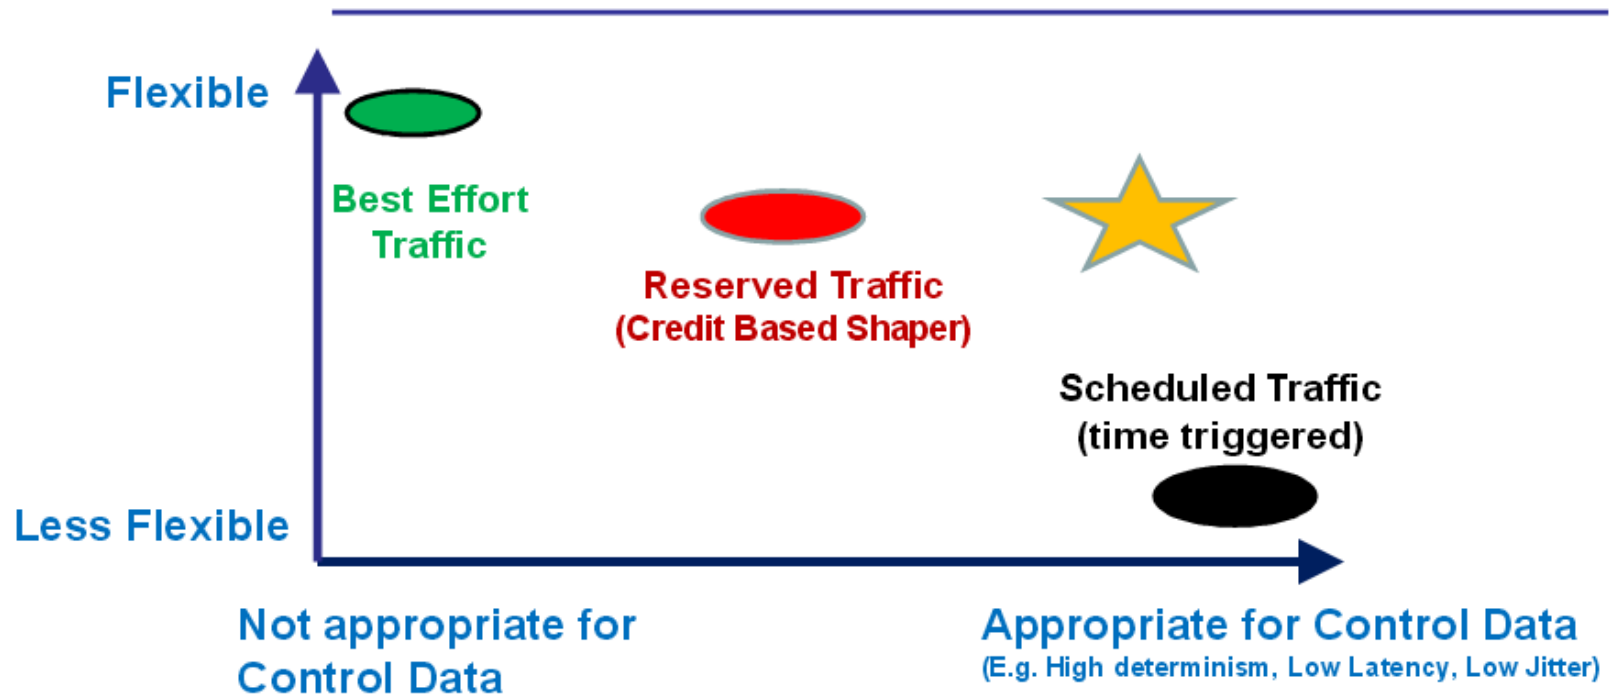 Flexible
Best Effort
Traffic
Reserved Traffic
(Credit Based Shaper)
Scheduled Traffic
(time triggered)
Less Flexible
Not appropriate for
Control Data
Appropriate for Control Data
(E.g. High determinism, Low Latency, Low Jitter)